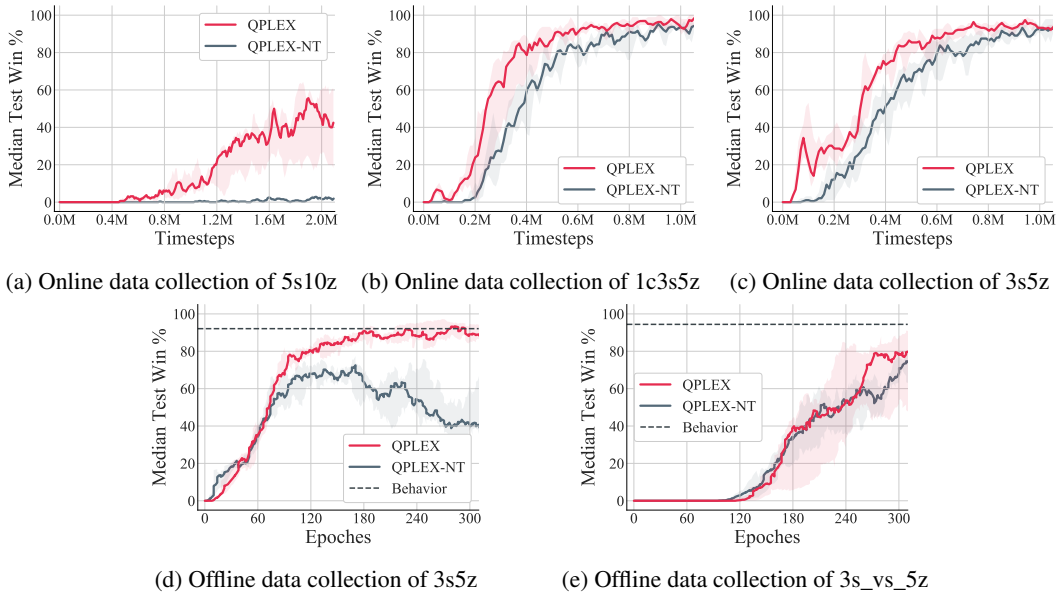 100
80
60
40
20
0
Median Test Win %
QPLEX
QPLEX-NT
0.0M 0.4M 0.8M 1.2M 1.6M 2.0M
Timesteps
(a) Online data collection of 5s10z
100
80
60
40
20
0
Median Test Win %
QPLEX
QPLEX-NT
0.0M 0.2M 0.4M 0.6M 0.8M 1.0M
Timesteps
(b) Online data collection of 1c3s5z
100
80
60
40
20
0
Median Test Win %
QPLEX
QPLEX-NT
0.0M 0.2M 0.4M 0.6M 0.8M 1.0M
Timesteps
(c) Online data collection of 3s5z
100
80
60
40
20
0
Median Test Win %
QPLEX
QPLEX-NT
Behavior
0 60 120 180 240 300
Epoches
(d) Offline data collection of 3s5z
100
80
60
40
20
0
Median Test Win %
QPLEX
QPLEX-NT
Behavior
0 60 120 180 240 300
Epoches
(e) Offline data collection of 3s_vs_5z